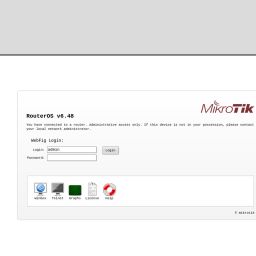 MikroTik
RouterOS v6.48
You have connected to a router. Administrative access only. If this device is not in your possession, please contact
your local network administrator.
WebFig Login:
Login: admin
Login
Password:
Winbox Telnet Graphs License Help
© mikrotik